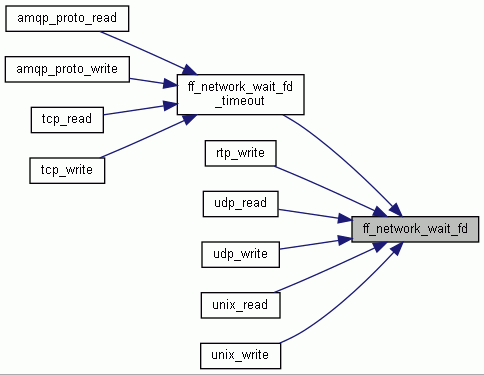 amqp_proto_read
amqp_proto_write
ff_network_wait_fd
_timeout
tcp_read
tcp_write
rtp_write
udp_read
ff_network_wait_fd
udp_write
unix_read
unix_write